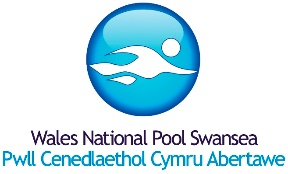 Wales National Pool Swansea
Pwll Cenedlaethol Cymru Abertawe